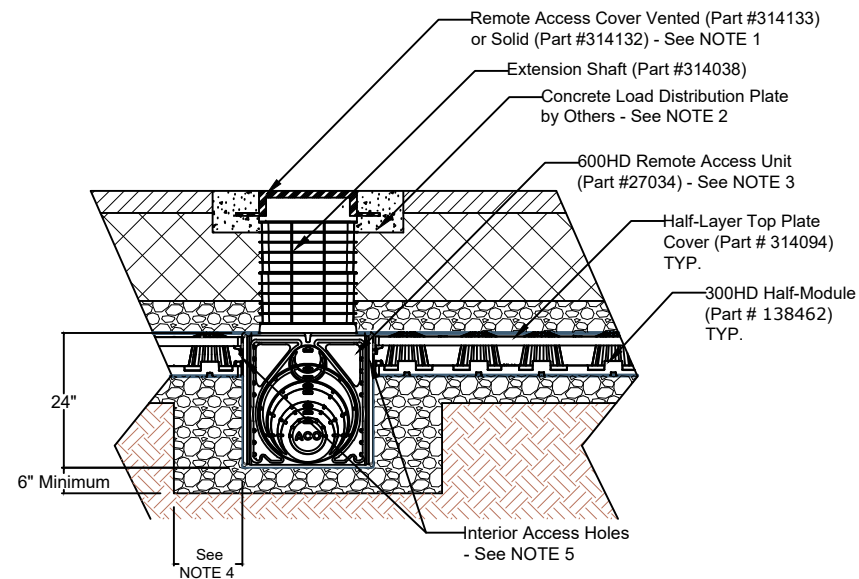 Remote Access Cover Vented (Part #314133)
or Solid (Part #314132) - See NOTE 1
Extension Shaft (Part #314038)
Concrete Load Distribution Plate
by Others - See NOTE 2
600HD Remote Access Unit
(Part #27034) - See NOTE 3
Half-Layer Top Plate
Cover (Part # 314094)
TYP.
300HD Half-Module
(Part # 138462)
TYP.
24"
ACO
6" Minimum
Interior Access Holes
- See NOTE 5
See
NOTE 4